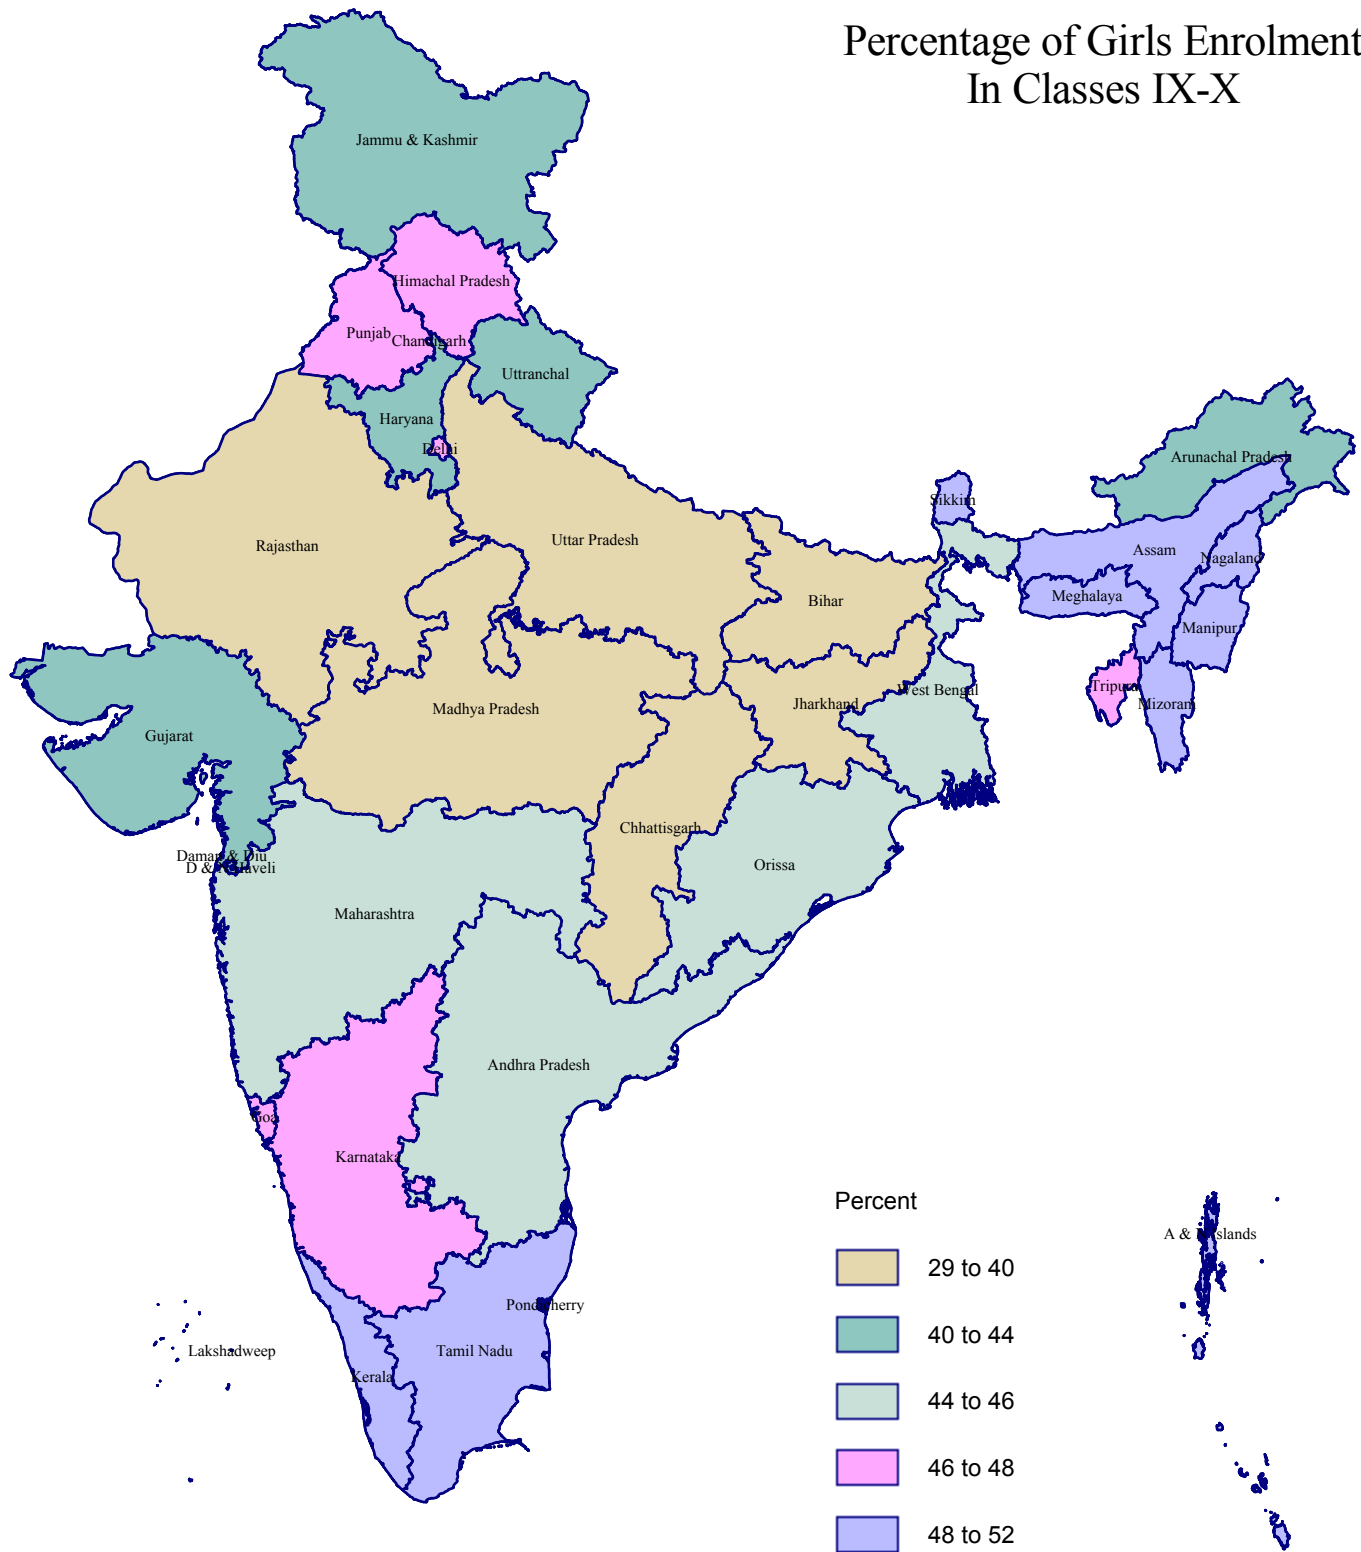 Percentage of Girls Enrolment
In Classes IX-X
Jammu & Kashmir
Himachal Pradesh
Punjab
Chandigarh
Uttranchal
Haryana
Delhi
Arunachal Pradesh
Sikkim
Rajasthan
Uttar Pradesh
Assam
Nagaland
Bihar
Meghalaya
Manipur
Tripura
West Bengal
Jharkhand
Mizoram
Madhya Pradesh
Gujarat
Chhattisgarh
Daman & Diu
D & N Haveli
Orissa
Maharashtra
Andhra Pradesh
Goa
Karnataka
Percent
A & N Islands
29 to 40
Pondicherry
40 to 44
Lakshadweep
Tamil Nadu
Kerala
44 to 46
46 to 48
48 to 52